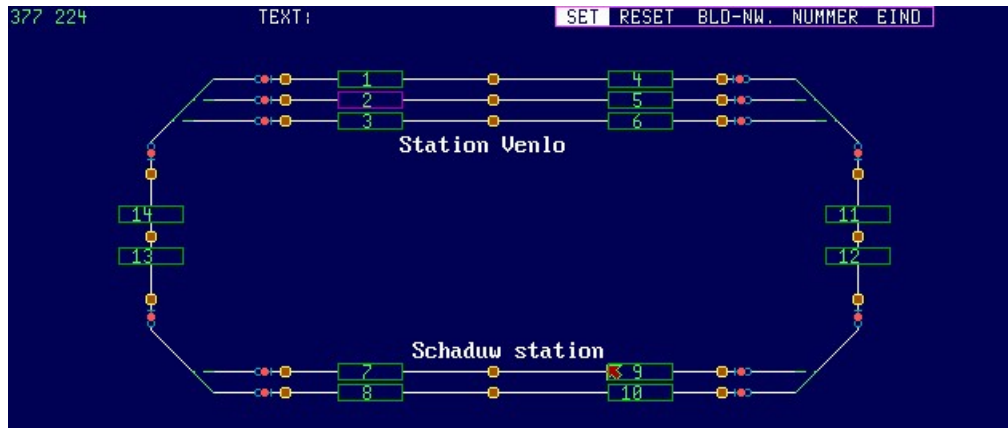 377 224 TEXT: SET RESET BLD-NW. NUMMER EIND
1 4
2 5
3 6
Station Venlo
14 11
13 12
Schaduw station
7 9
8 10